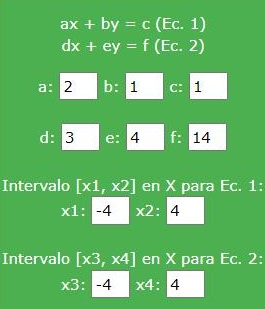 ax + by = c (Ec. 1)
dx + ey = f (Ec. 2)
a: 2 b: 1 c: 1
d: 3 e: 4 f: 14
Intervalo [x1, x2] en X para Ec. 1:
x1: -4 x2: 4
Intervalo [x3, x4] en X para Ec. 2:
x3: -4 x4: 4